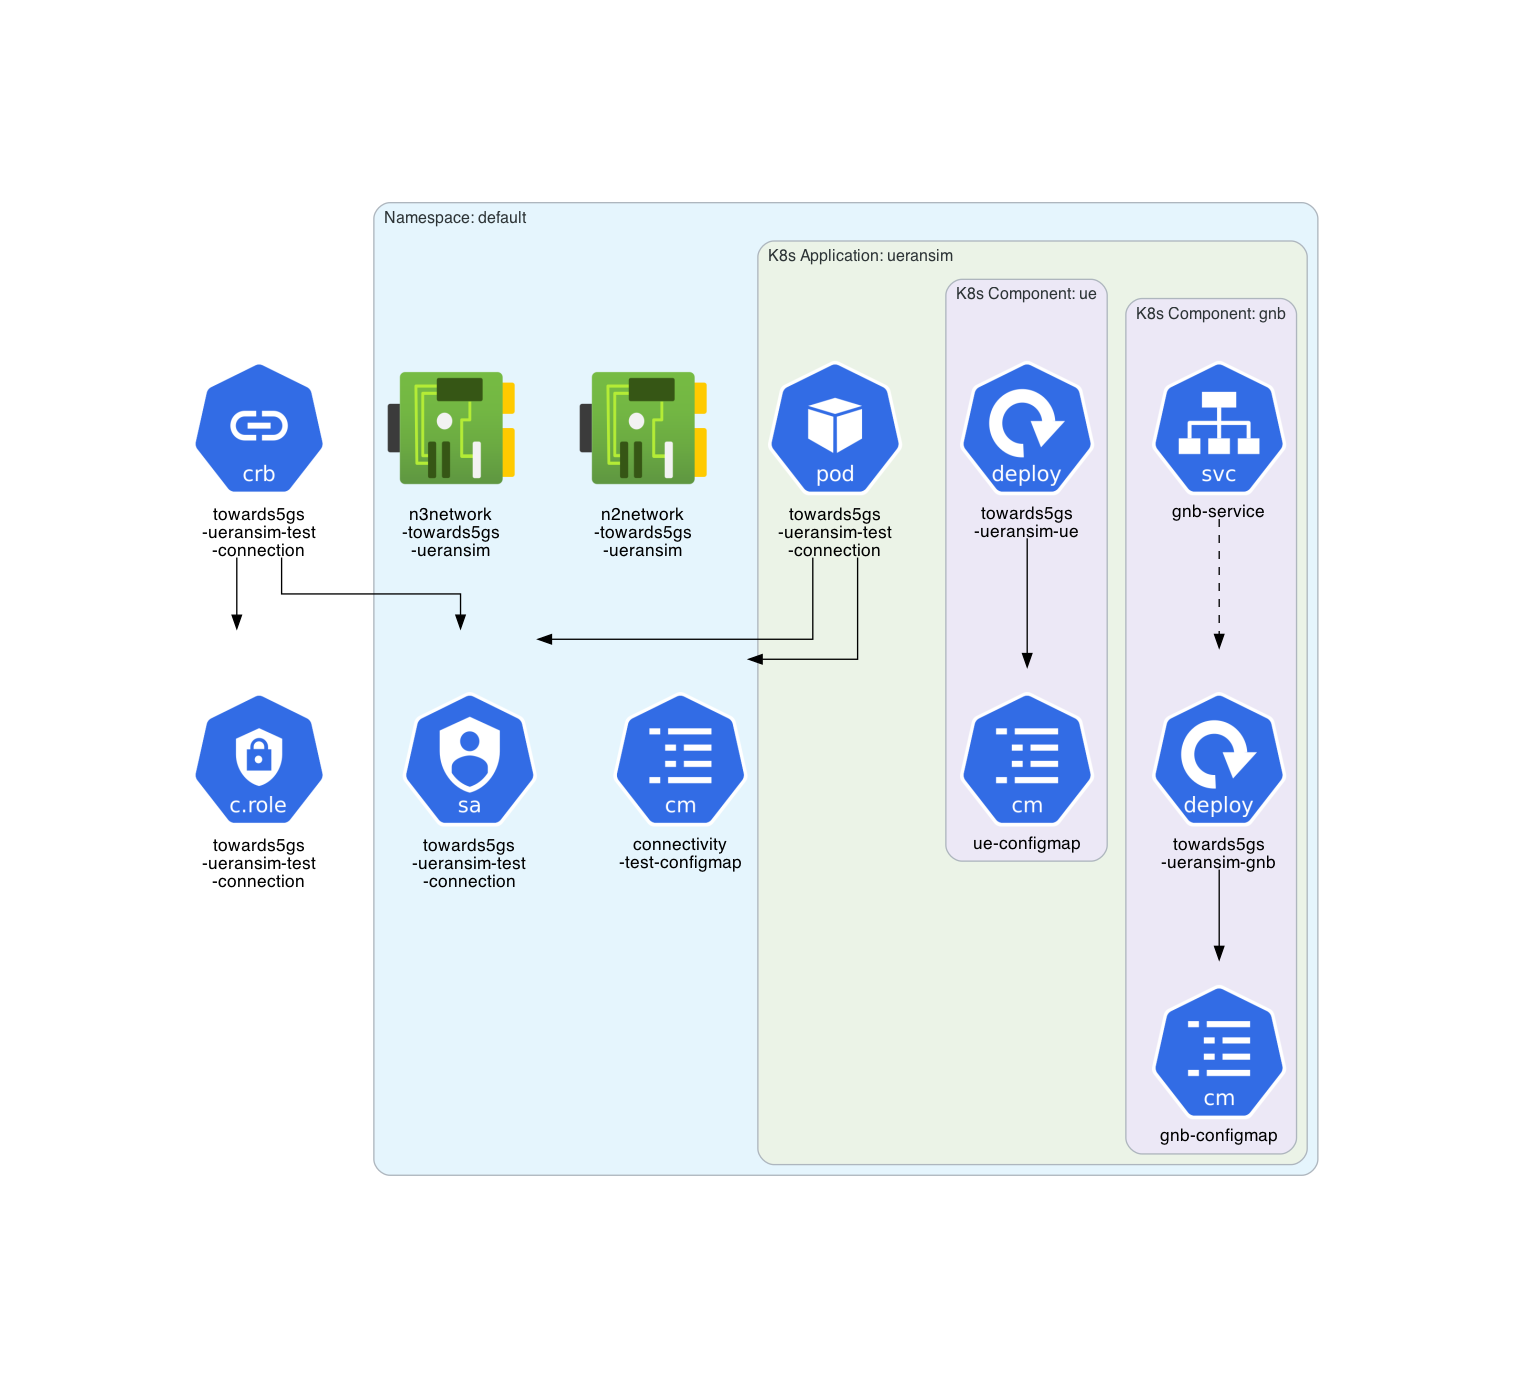 Namespace: default
K8s Application: ueransim
K8s Component: ue
K8s Component: gnb
crb
towards5gs
-ueransim-test
-connection
n3network
-towards5gs
-ueransim
n2network
-towards5gs
-ueransim
pod
towards5gs
-ueransim-test
-connection
deploy
towards5gs
-ueransim-ue
svc
gnb-service
c.role
towards5gs
-ueransim-test
-connection
sa
towards5gs
-ueransim-test
-connection
cm
connectivity
-test-configmap
cm
ue-configmap
deploy
towards5gs
-ueransim-gnb
cm
gnb-configmap